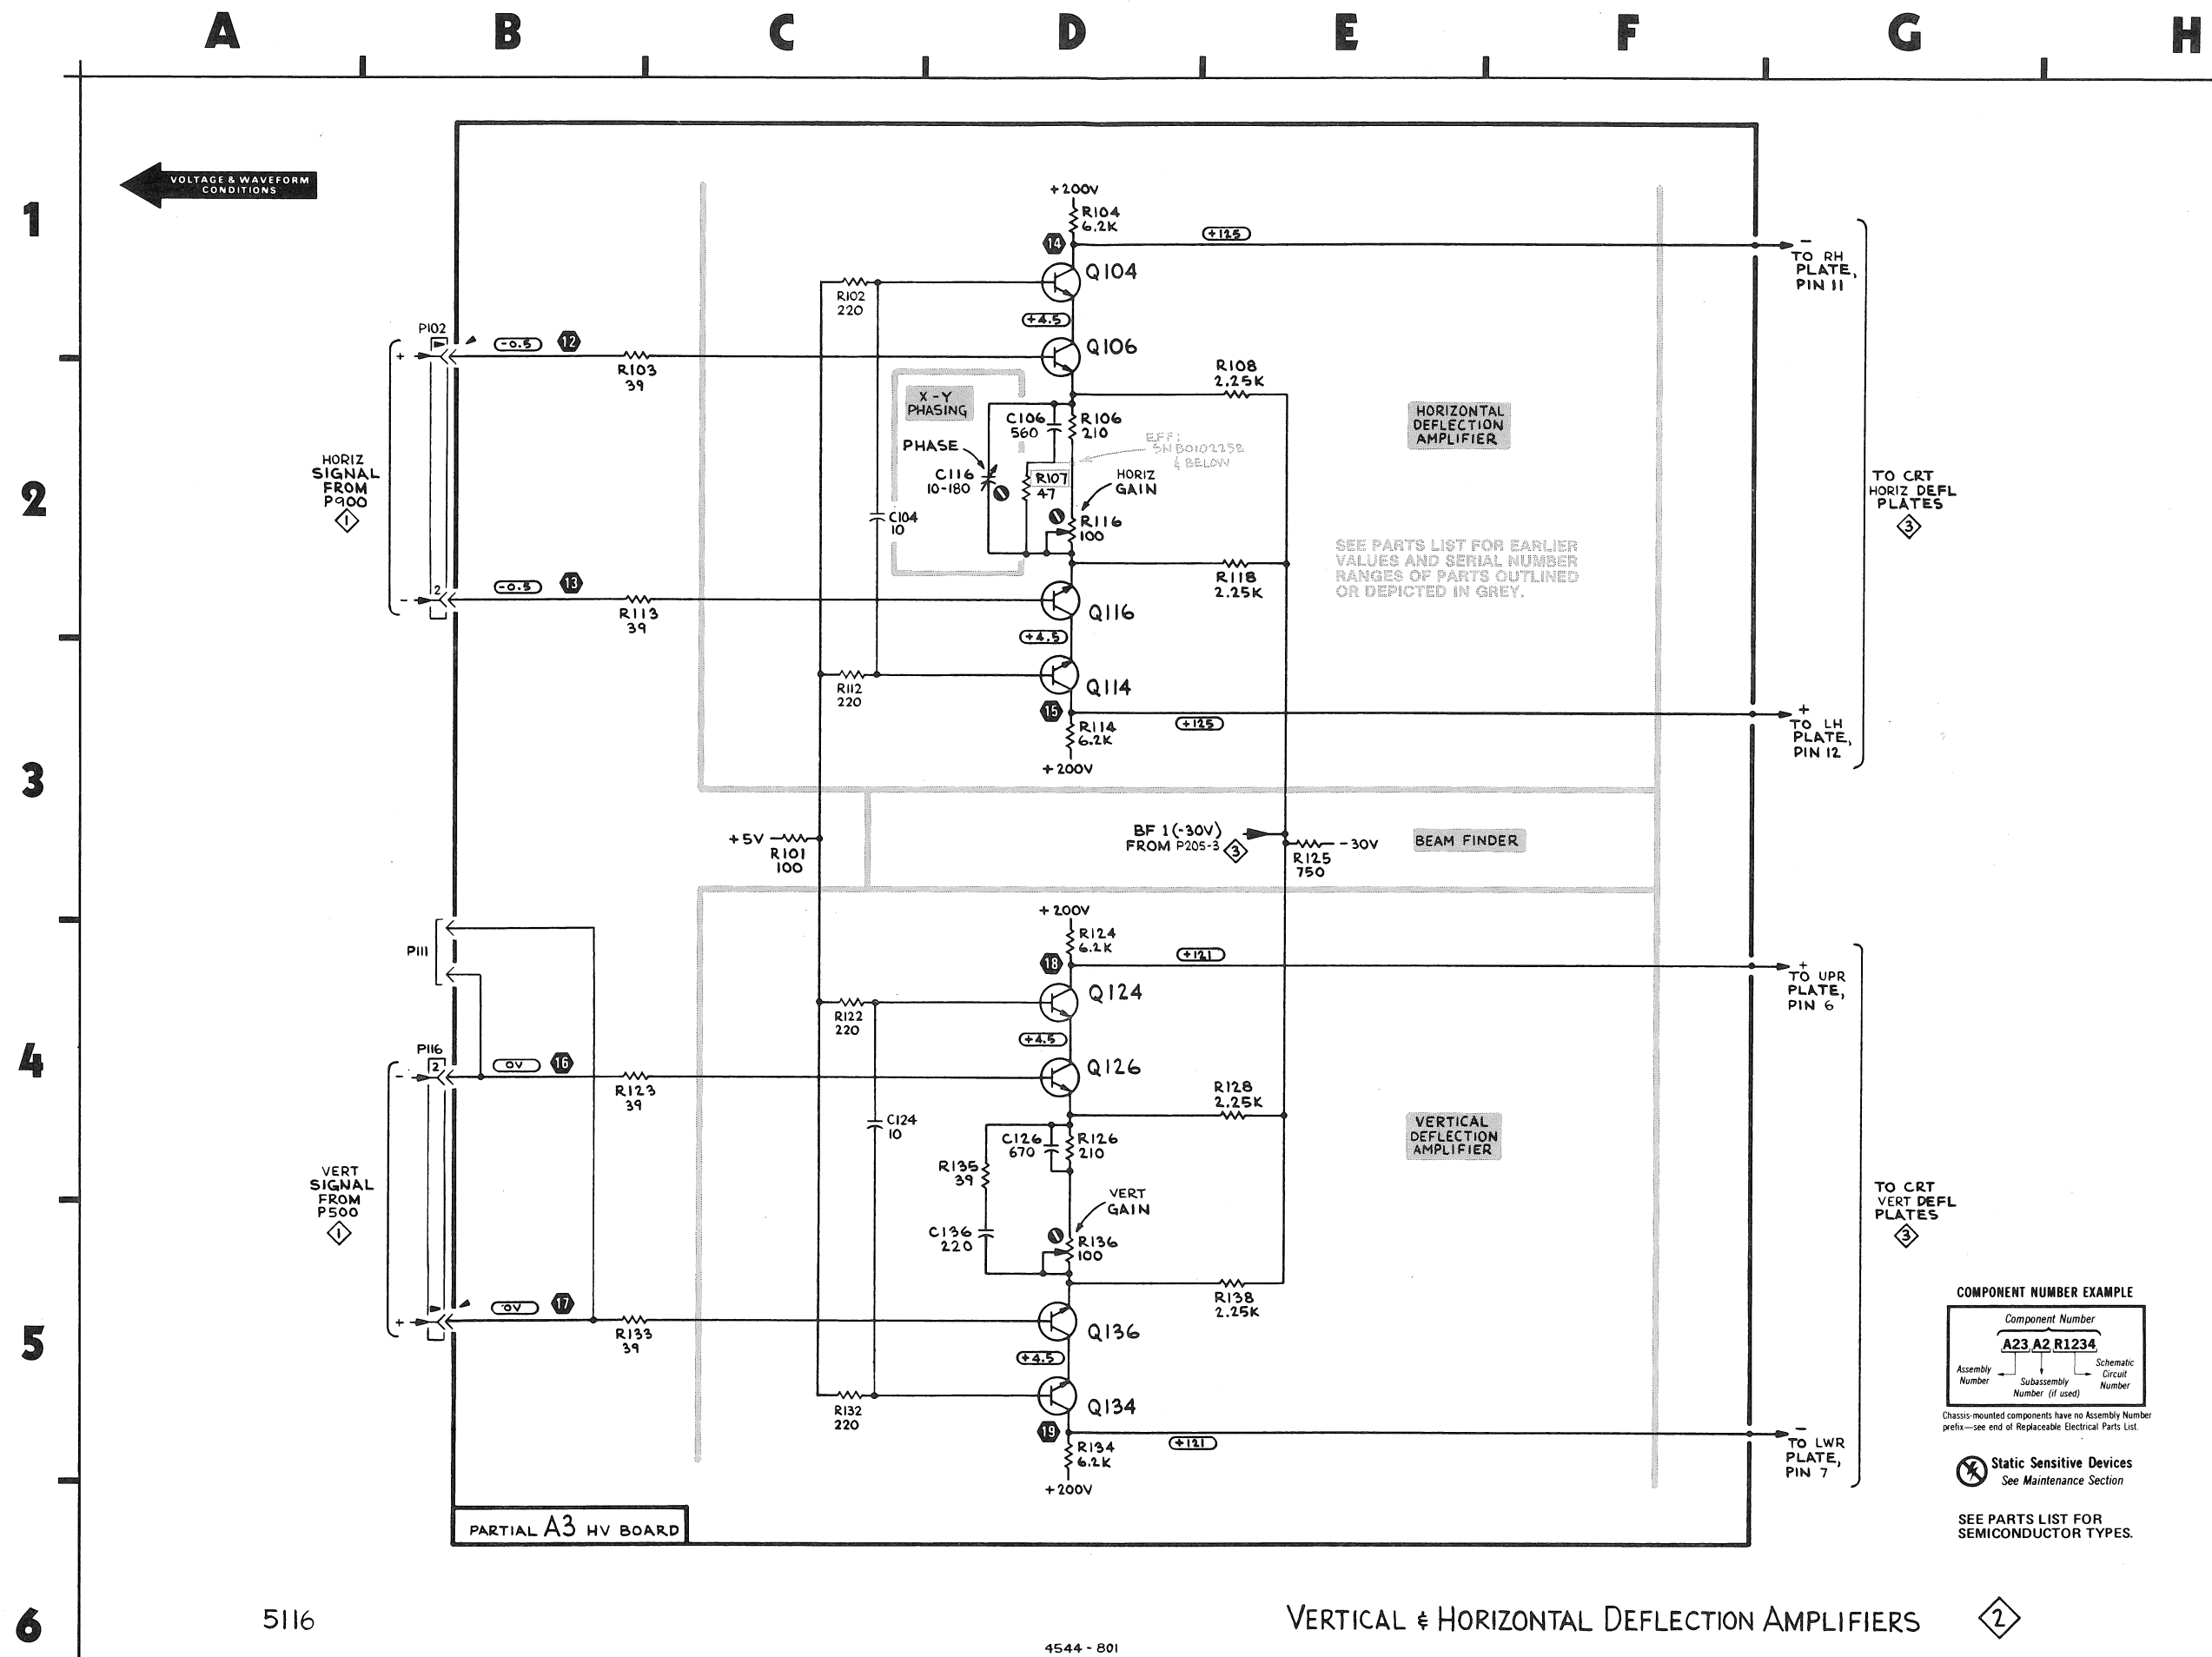 A B C D E F G H
1
2
3
4
5
6
VOLTAGE & WAVEFORM
CONDITIONS
+200V
R104
6.2K
14
+125
−
TO RH
PLATE,
PIN 11
Q104
R102
220
+4.5
P102
+
-0.5
12
R103
39
Q106
R108
2.25K
X-Y
PHASING
C106
560
R106
210
EFF:
SN B010225B
& BELOW
HORIZONTAL
DEFLECTION
AMPLIFIER
PHASE
C116
10-180
R107
47
HORIZ
GAIN
HORIZ
SIGNAL
FROM
P900
1
C104
10
R116
100
TO CRT
HORIZ DEFL
PLATES
3
SEE PARTS LIST FOR EARLIER
VALUES AND SERIAL NUMBER
RANGES OF PARTS OUTLINED
OR DEPICTED IN GREY.
R118
2.25K
−
2
-0.5
13
R113
39
Q116
+4.5
R112
220
Q114
15
+125
R114
6.2K
+200V
+
TO LH
PLATE,
PIN 12
+5V
R101
100
BF 1(-30V)
FROM P205-3
3
-30V
R125
750
BEAM FINDER
+200V
R124
6.2K
P111
18
+121
+
TO UPR
PLATE,
PIN 6
Q124
R122
220
+4.5
P116
2
−
0V
16
R123
39
Q126
R128
2.25K
C124
10
C126
670
R126
210
VERTICAL
DEFLECTION
AMPLIFIER
R135
39
VERT
SIGNAL
FROM
P500
1
VERT
GAIN
C136
220
R136
100
TO CRT
VERT DEFL
PLATES
3
R138
2.25K
+
0V
17
R133
39
Q136
+4.5
R132
220
Q134
19
+121
R134
6.2K
+200V
−
TO LWR
PLATE,
PIN 7
COMPONENT NUMBER EXAMPLE
Component Number
A23 A2 R1234
Assembly
Number
Subassembly
Number (if used)
Schematic
Circuit
Number
Chassis-mounted components have no Assembly Number
prefix—see end of Replaceable Electrical Parts List.
Static Sensitive Devices
See Maintenance Section
SEE PARTS LIST FOR
SEMICONDUCTOR TYPES.
PARTIAL A3 HV BOARD
5116
4544-801
VERTICAL & HORIZONTAL DEFLECTION AMPLIFIERS
2